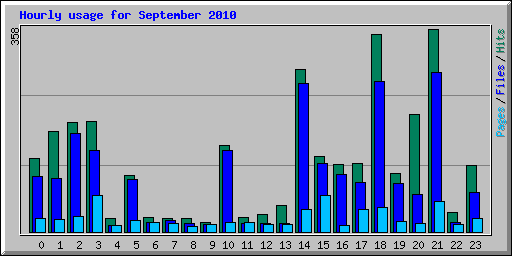 Hourly usage for September 2010
358
Pages/Files/Hits
0 1 2 3 4 5 6 7 8 9 10 11 12 13 14 15 16 17 18 19 20 21 22 23